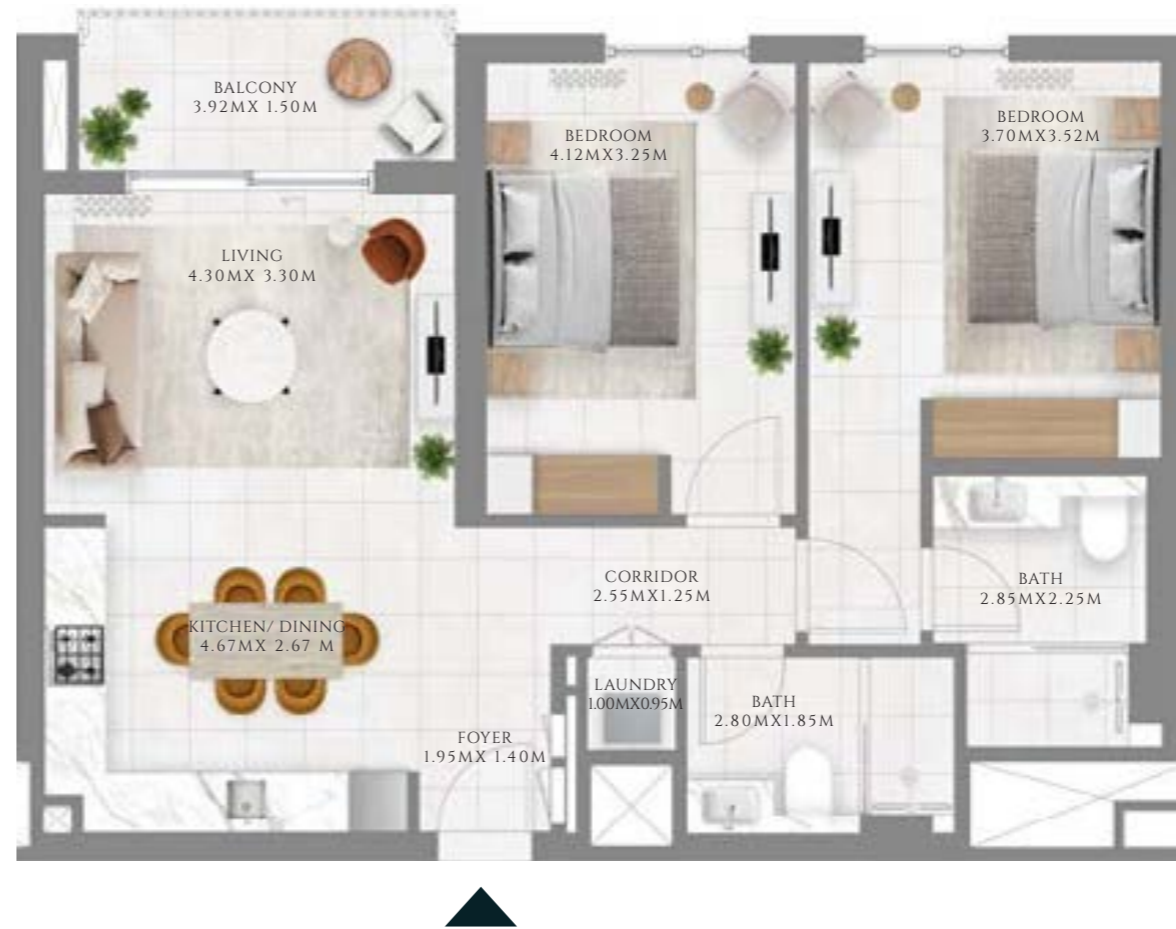 BALCONY
3.92MX 1.50M
BEDROOM
4.12MX3.25M
BEDROOM
3.70MX3.52M
LIVING
4.30MX 3.30M
CORRIDOR
2.55MX1.25M
BATH
2.85MX2.25M
KITCHEN/ DINING
4.67MX 2.67 M
LAUNDRY
1.00MX0.95M
BATH
2.80MX1.85M
FOYER
1.95MX 1.40M